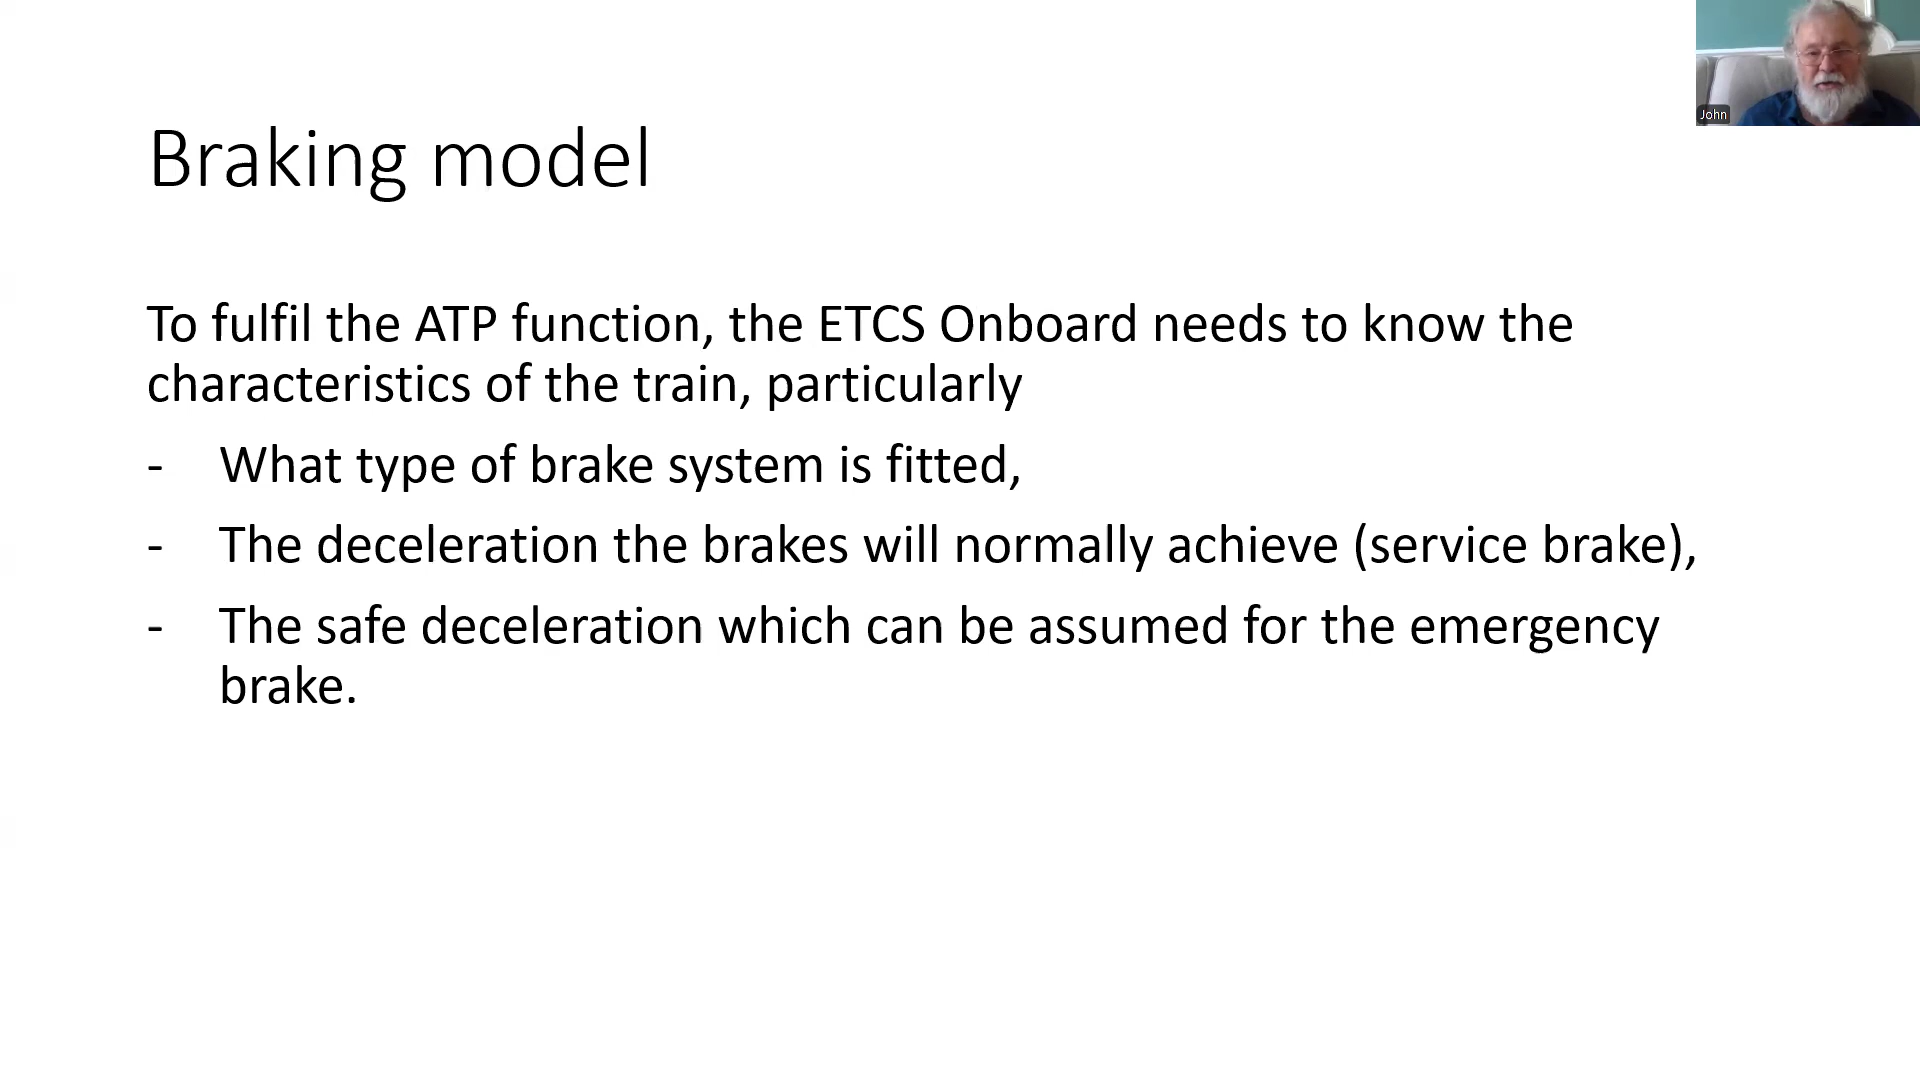 John
Braking model
To fulfil the ATP function, the ETCS Onboard needs to know the
characteristics of the train, particularly
- What type of brake system is fitted,
- The deceleration the brakes will normally achieve (service brake),
- The safe deceleration which can be assumed for the emergency
brake.